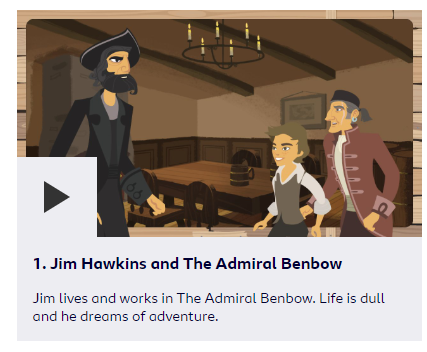 1. Jim Hawkins and The Admiral Benbow
Jim lives and works in The Admiral Benbow. Life is dull
and he dreams of adventure.